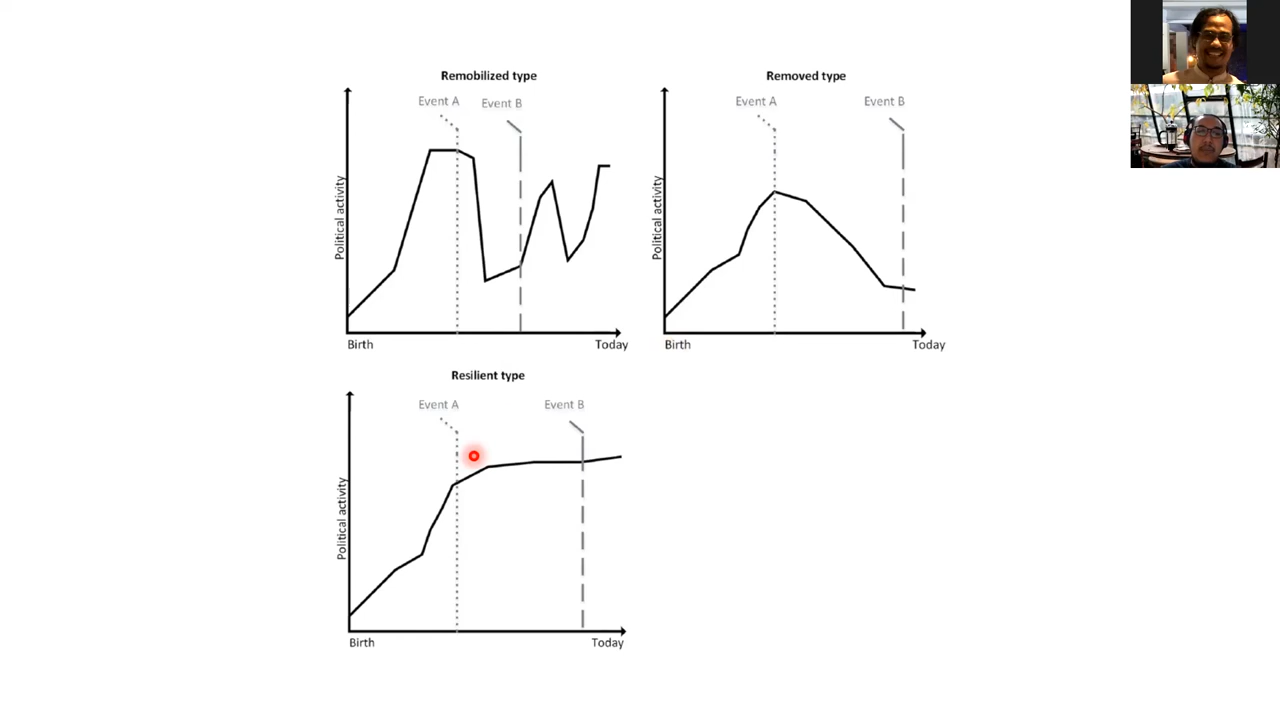 Remobilized type
Event A
Event B
Political activity
Birth
Today
Removed type
Event A
Event B
Political activity
Birth
Today
Resilient type
Event A
Event B
Political activity
Birth
Today